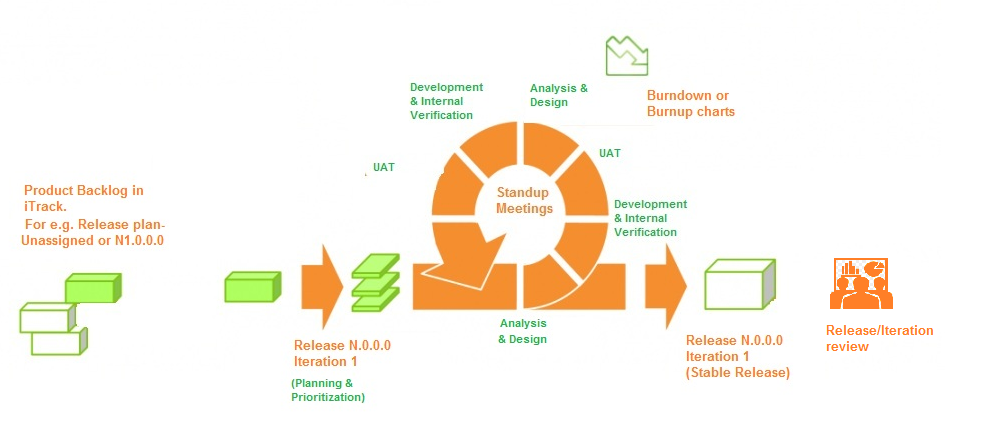 Development
& Internal
Verification
Analysis &
Design
Burndown or
Burnup charts
UAT
UAT
Product Backlog in
iTrack.
For e.g. Release plan-
Unassigned or N1.0.0.0
Standup
Meetings
Development
& Internal
Verification
Analysis
& Design
Release N.0.0.0
Iteration 1
(Planning &
Prioritization)
Release N.0.0.0
Iteration 1
(Stable Release)
Release/Iteration
review